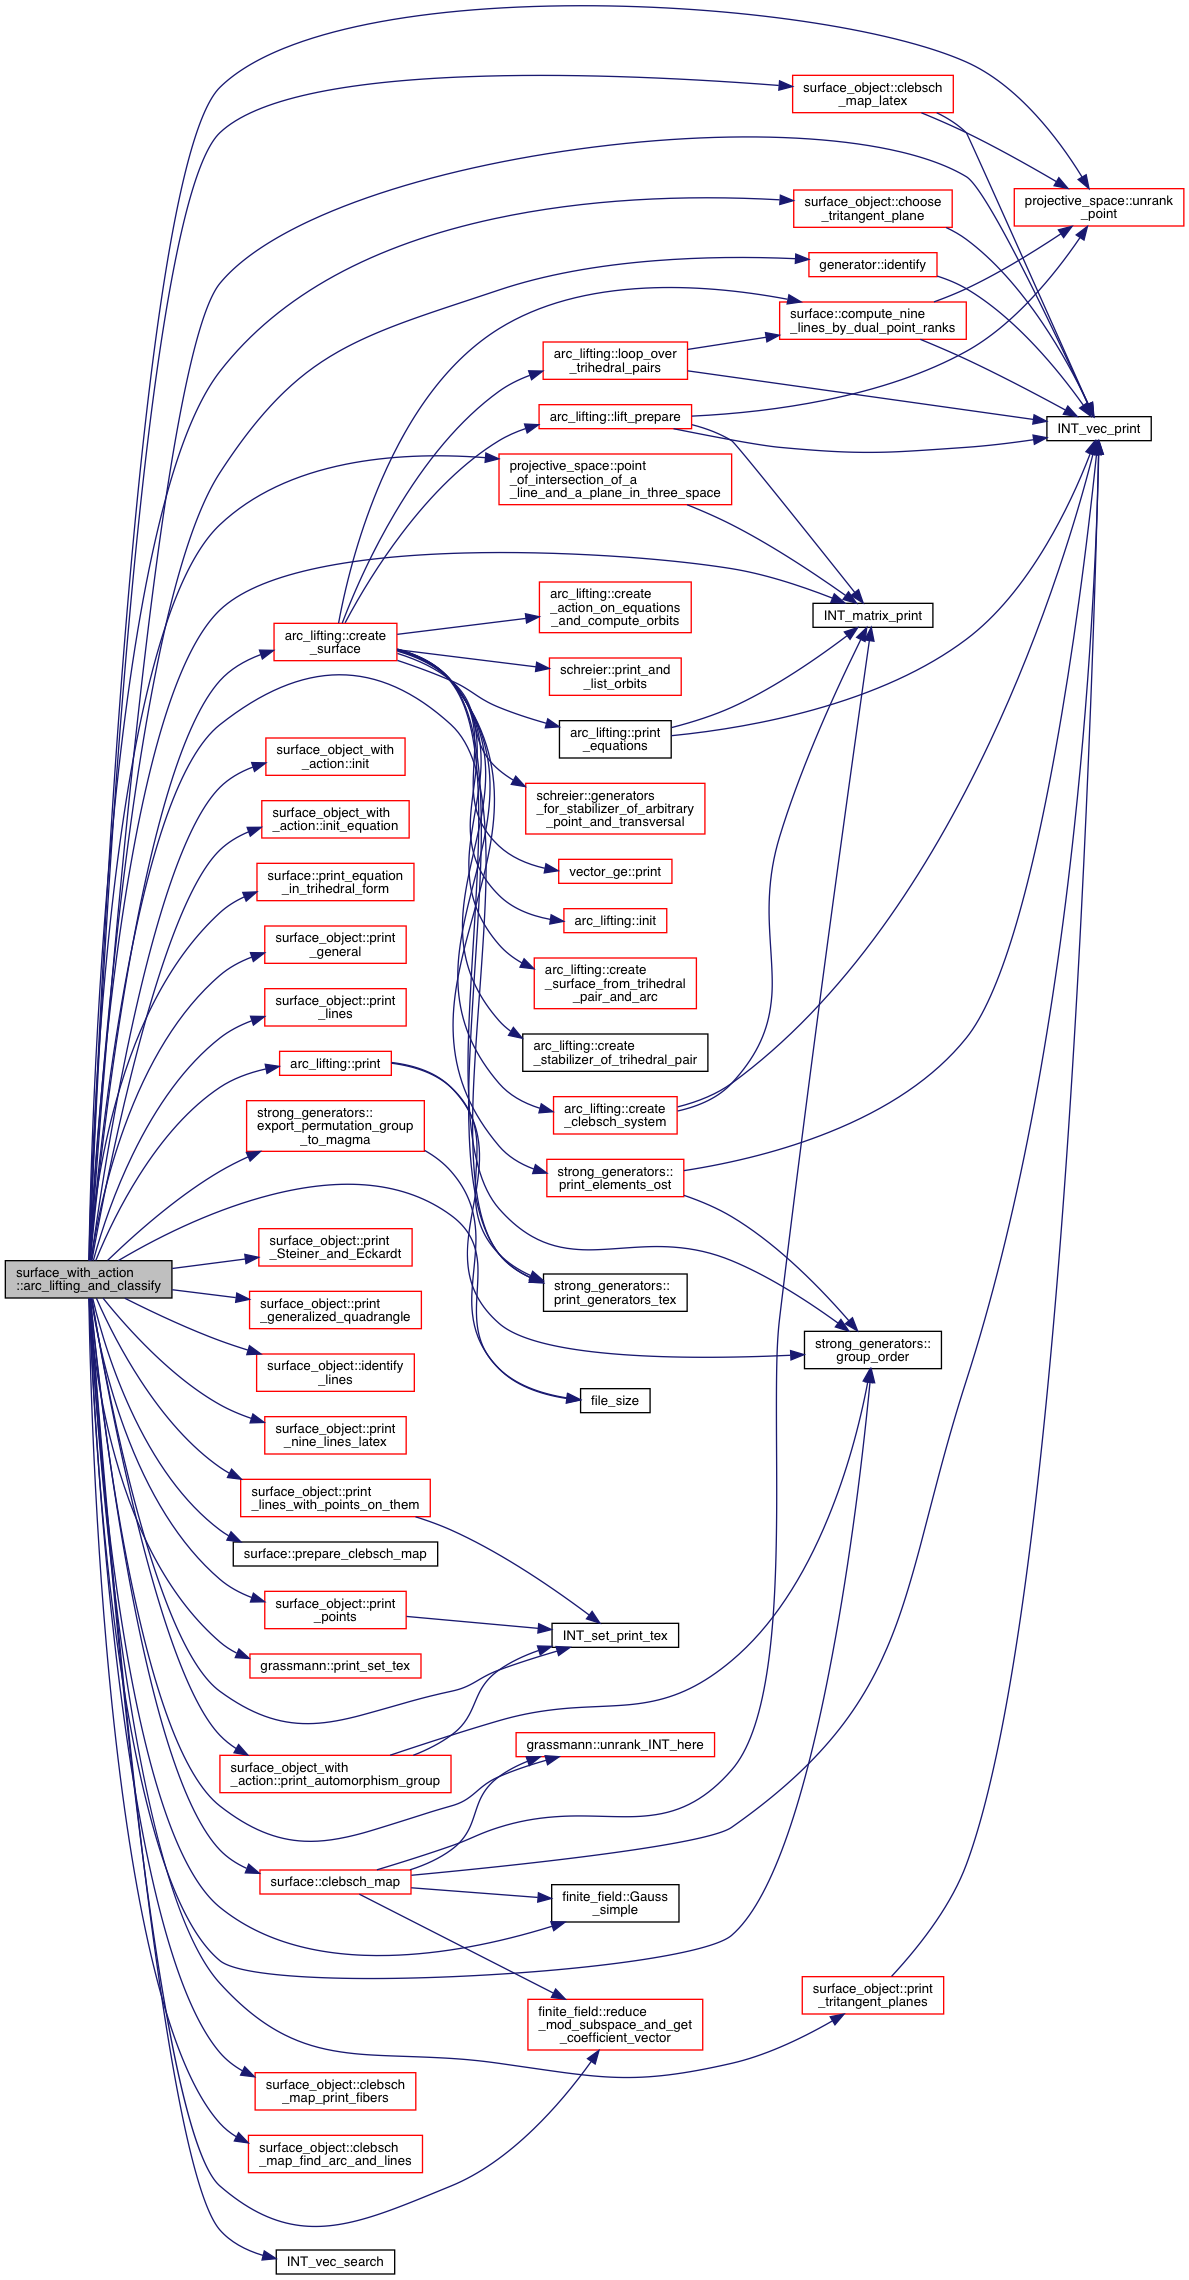 surface_object::clebsch
_map_latex
projective_space::unrank
_point
surface_object::choose
_tritangent_plane
generator::identify
surface::compute_nine
_lines_by_dual_point_ranks
arc_lifting::loop_over
_trihedral_pairs
arc_lifting::lift_prepare
INT_vec_print
projective_space::point
_of_intersection_of_a
_line_and_a_plane_in_three_space
arc_lifting::create
_action_on_equations
_and_compute_orbits
INT_matrix_print
arc_lifting::create
_surface
schreier::print_and
_list_orbits
arc_lifting::print
_equations
surface_object_with
_action::init
schreier::generators
_for_stabilizer_of_arbitrary
_point_and_transversal
surface_object_with
_action::init_equation
vector_ge::print
surface::print_equation
_in_trihedral_form
arc_lifting::init
surface_object::print
_general
arc_lifting::create
_surface_from_trihedral
_pair_and_arc
surface_object::print
_lines
arc_lifting::create
_stabilizer_of_trihedral_pair
arc_lifting::print
arc_lifting::create
_clebsch_system
strong_generators::
export_permutation_group
_to_magma
strong_generators::
print_elements_ost
surface_object::print
_Steiner_and_Eckardt
surface_with_action
::arc_lifting_and_classify
strong_generators::
print_generators_tex
surface_object::print
_generalized_quadrangle
strong_generators::
group_order
surface_object::identify
_lines
file_size
surface_object::print
_nine_lines_latex
surface_object::print
_lines_with_points_on_them
surface::prepare_clebsch_map
surface_object::print
_points
INT_set_print_tex
grassmann::print_set_tex
grassmann::unrank_INT_here
surface_object_with
_action::print_automorphism_group
surface::clebsch_map
finite_field::Gauss
_simple
surface_object::print
_tritangent_planes
finite_field::reduce
_mod_subspace_and_get
_coefficient_vector
surface_object::clebsch
_map_print_fibers
surface_object::clebsch
_map_find_arc_and_lines
INT_vec_search